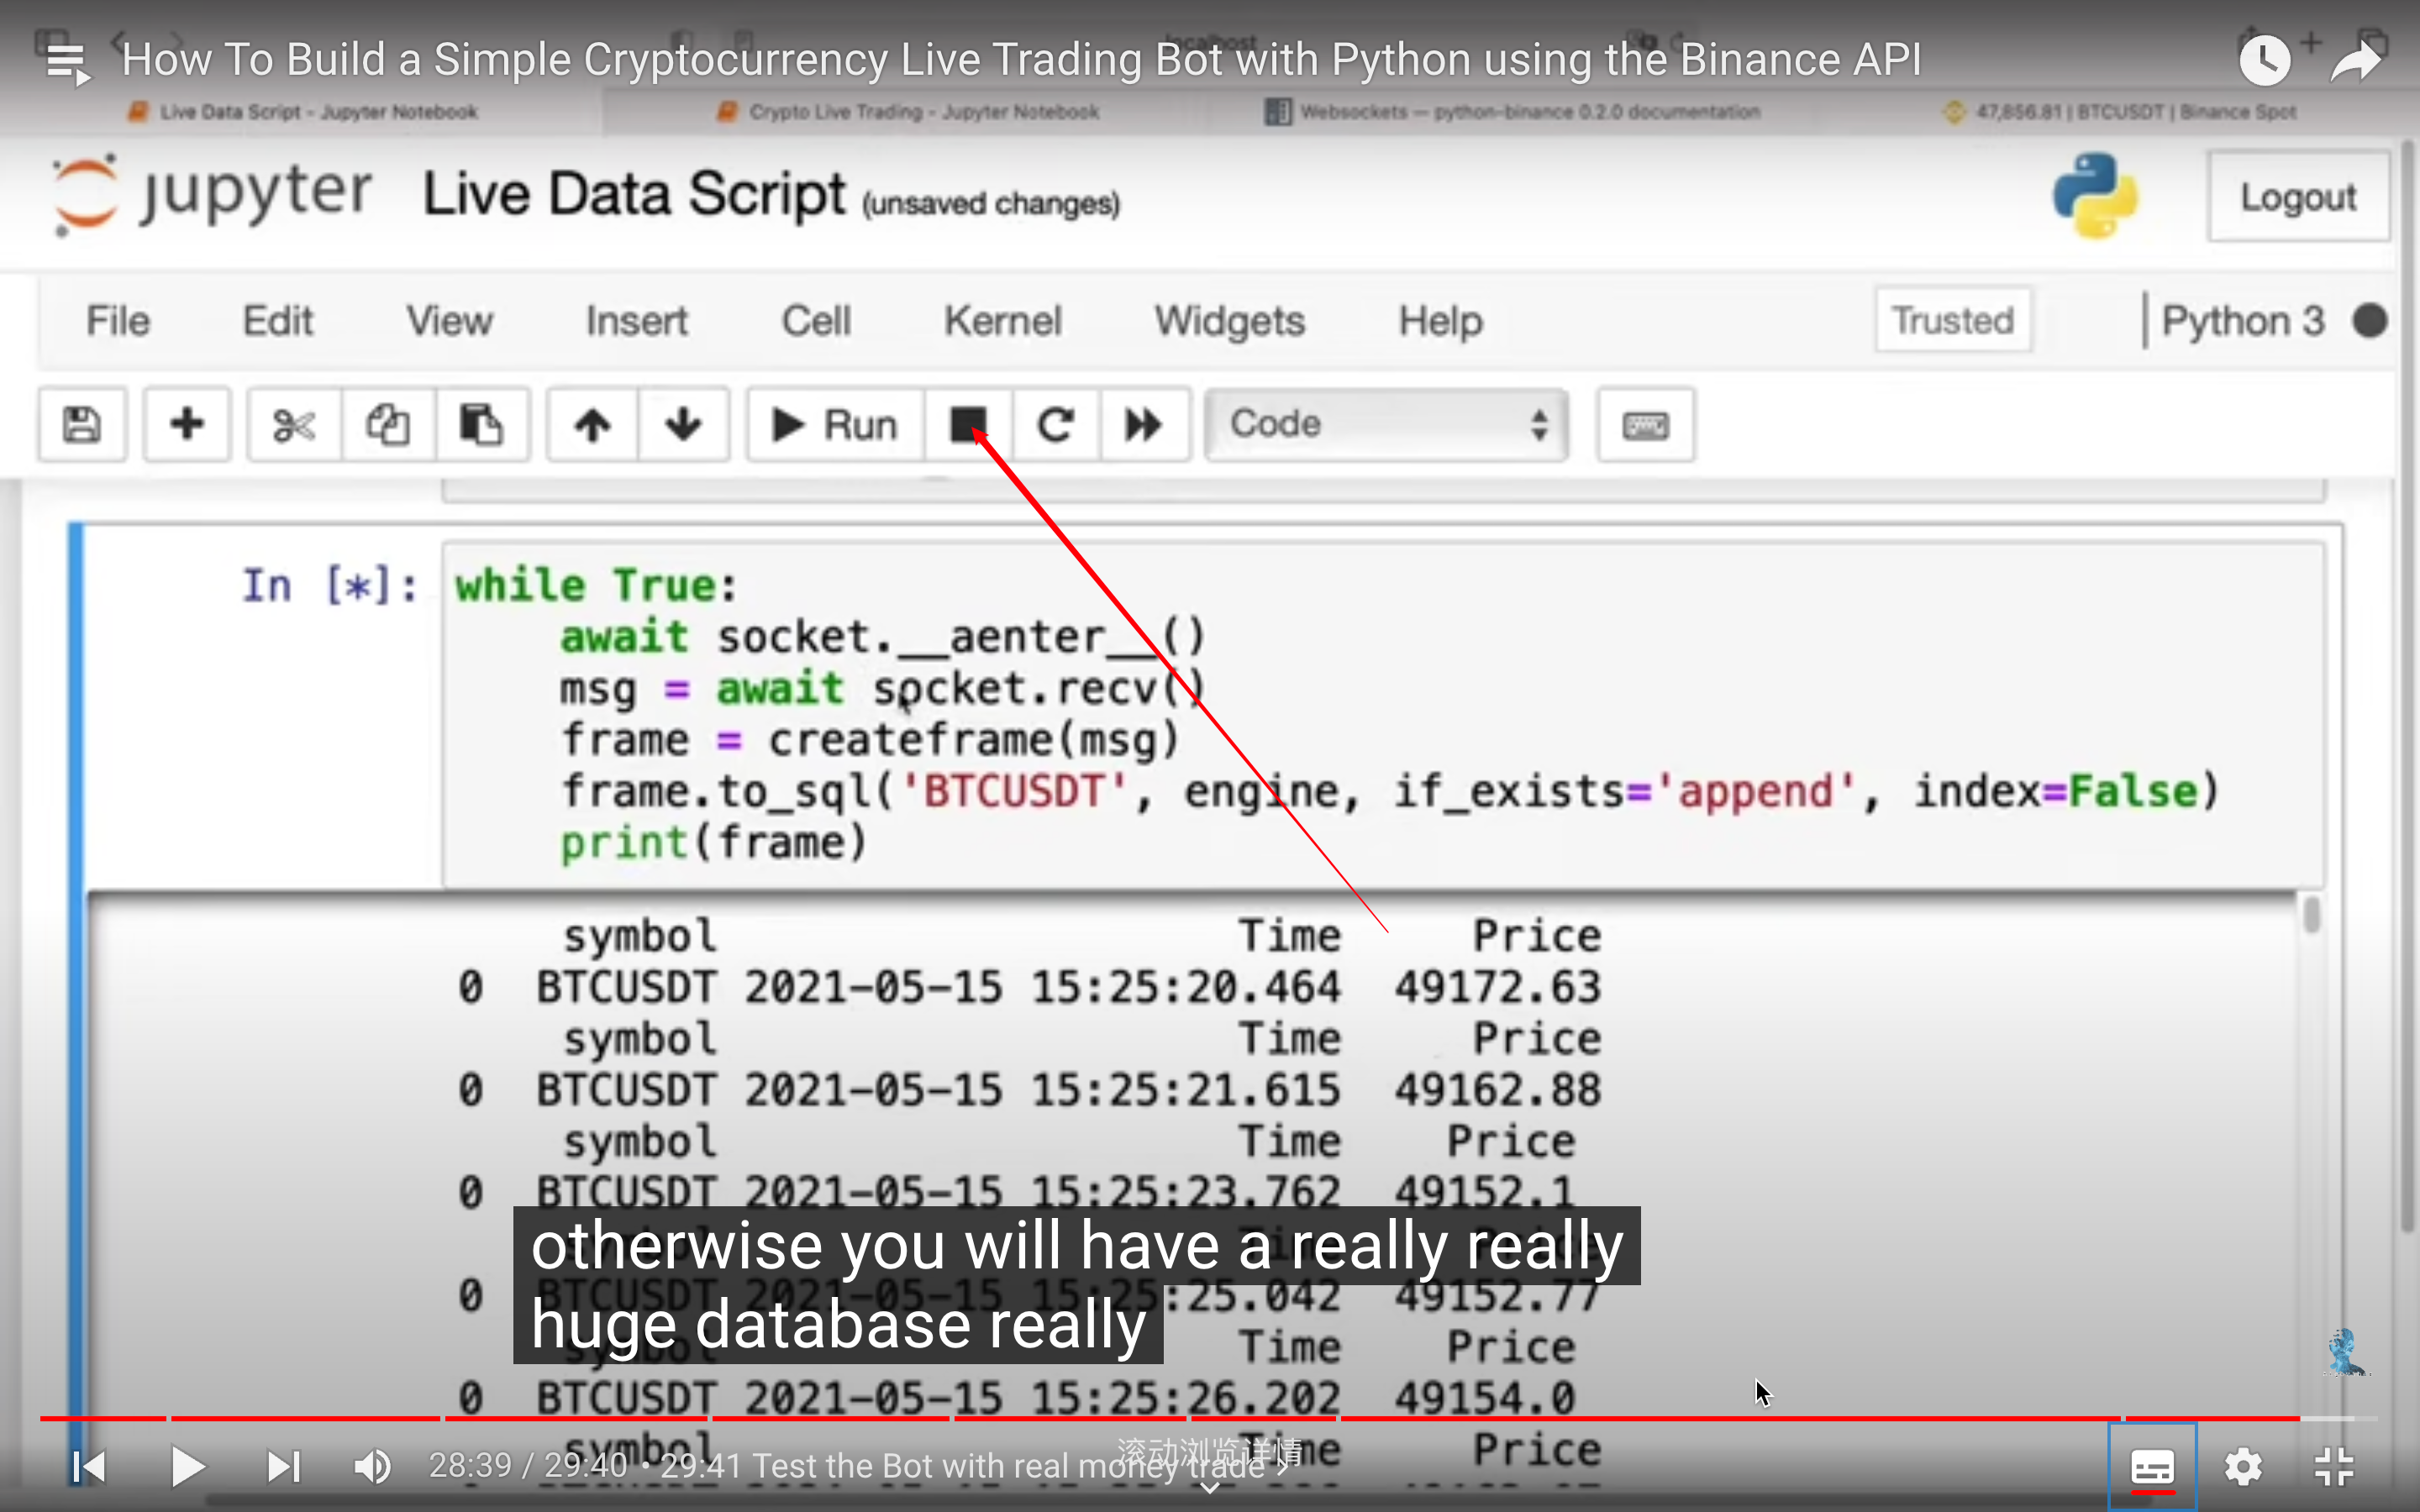 How To Build a Simple Cryptocurrency Live Trading Bot with Python using the Binance API
localhost
Live Data Script - Jupyter Notebook
Crypto Live Trading - Jupyter Notebook
Websockets — python-binance 0.2.0 documentation
47,856.81 | BTCUSDT | Binance Spot
jupyter Live Data Script (unsaved changes)
Logout
File Edit View Insert Cell Kernel Widgets Help Trusted Python 3
Run Code
In [*]: while True:
await socket.__aenter__()
msg = await socket.recv()
frame = createframe(msg)
frame.to_sql('BTCUSDT', engine, if_exists='append', index=False)
print(frame)
symbol Time Price
0 BTCUSDT 2021-05-15 15:25:20.464 49172.63
symbol Time Price
0 BTCUSDT 2021-05-15 15:25:21.615 49162.88
symbol Time Price
0 BTCUSDT 2021-05-15 15:25:23.762 49152.1
symbol Time Price
otherwise you will have a really really
0 BTCUSDT 2021-05-15 15:25:25.042 49152.77
huge database really
symbol Time Price
0 BTCUSDT 2021-05-15 15:25:26.202 49154.0
symbol Time Price
滚动浏览详情
28:39 / 29:40 • 29:41 Test the Bot with real money trade >